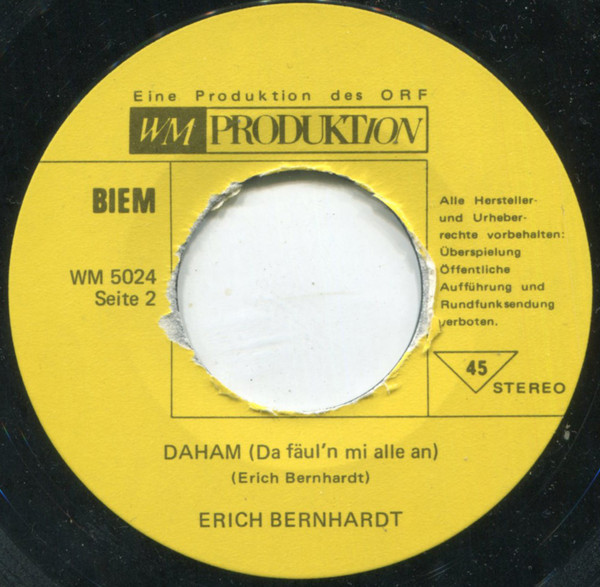 Eine Produktion des ORF
WM PRODUKTION
BIEM
WM 5024
Seite 2
Alle Hersteller-
und Urheber-
rechte vorbehalten:
Überspielung
Öffentliche
Aufführung und
Rundfunksendung
verboten.
45
STEREO
DAHAM (Da fäul'n mi alle an)
(Erich Bernhardt)
ERICH BERNHARDT